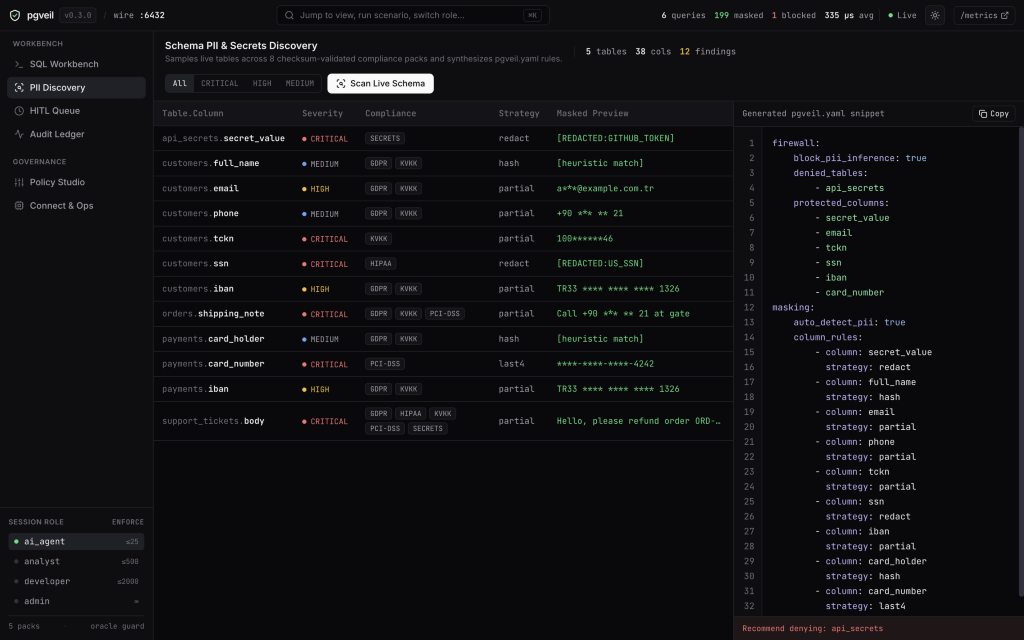 pgveil v0.3.0 / wire :6432
Jump to view, run scenario, switch role... ⌘K
6 queries 199 masked 1 blocked 335 µs avg Live /metrics
WORKBENCH
SQL Workbench
PII Discovery
HITL Queue
Audit Ledger
GOVERNANCE
Policy Studio
Connect & Ops
SESSION ROLE ENFORCE
ai_agent ≤25
analyst ≤500
developer ≤2000
admin ∞
5 packs · oracle guard
Schema PII & Secrets Discovery
Samples live tables across 8 checksum-validated compliance packs and synthesizes pgveil.yaml rules.
5 tables 38 cols 12 findings
All CRITICAL HIGH MEDIUM Scan Live Schema
Table.Column Severity Compliance Strategy Masked Preview
api_secrets.secret_value CRITICAL SECRETS redact [REDACTED:GITHUB_TOKEN]
customers.full_name MEDIUM GDPR KVKK hash [heuristic match]
customers.email HIGH GDPR KVKK partial a***@example.com.tr
customers.phone MEDIUM GDPR KVKK partial +90 *** ** 21
customers.tckn CRITICAL KVKK partial 100******46
customers.ssn CRITICAL HIPAA redact [REDACTED:US_SSN]
customers.iban HIGH GDPR KVKK partial TR33 **** **** **** 1326
orders.shipping_note CRITICAL GDPR KVKK PCI-DSS partial Call +90 *** ** 21 at gate
payments.card_holder MEDIUM GDPR KVKK hash [heuristic match]
payments.card_number CRITICAL PCI-DSS last4 ****-****-****-4242
payments.iban HIGH GDPR KVKK partial TR33 **** **** **** 1326
support_tickets.body CRITICAL GDPR HIPAA KVKK PCI-DSS SECRETS partial Hello, please refund order ORD-…
Generated pgveil.yaml snippet Copy
1 firewall:
2 block_pii_inference: true
3 denied_tables:
4 - api_secrets
5 protected_columns:
6 - secret_value
7 - email
8 - tckn
9 - ssn
10 - iban
11 - card_number
12 masking:
13 auto_detect_pii: true
14 column_rules:
15 - column: secret_value
16 strategy: redact
17 - column: full_name
18 strategy: hash
19 - column: email
20 strategy: partial
21 - column: phone
22 strategy: partial
23 - column: tckn
24 strategy: partial
25 - column: ssn
26 strategy: redact
27 - column: iban
28 strategy: partial
29 - column: card_holder
30 strategy: hash
31 - column: card_number
32 strategy: last4
Recommend denying: api_secrets